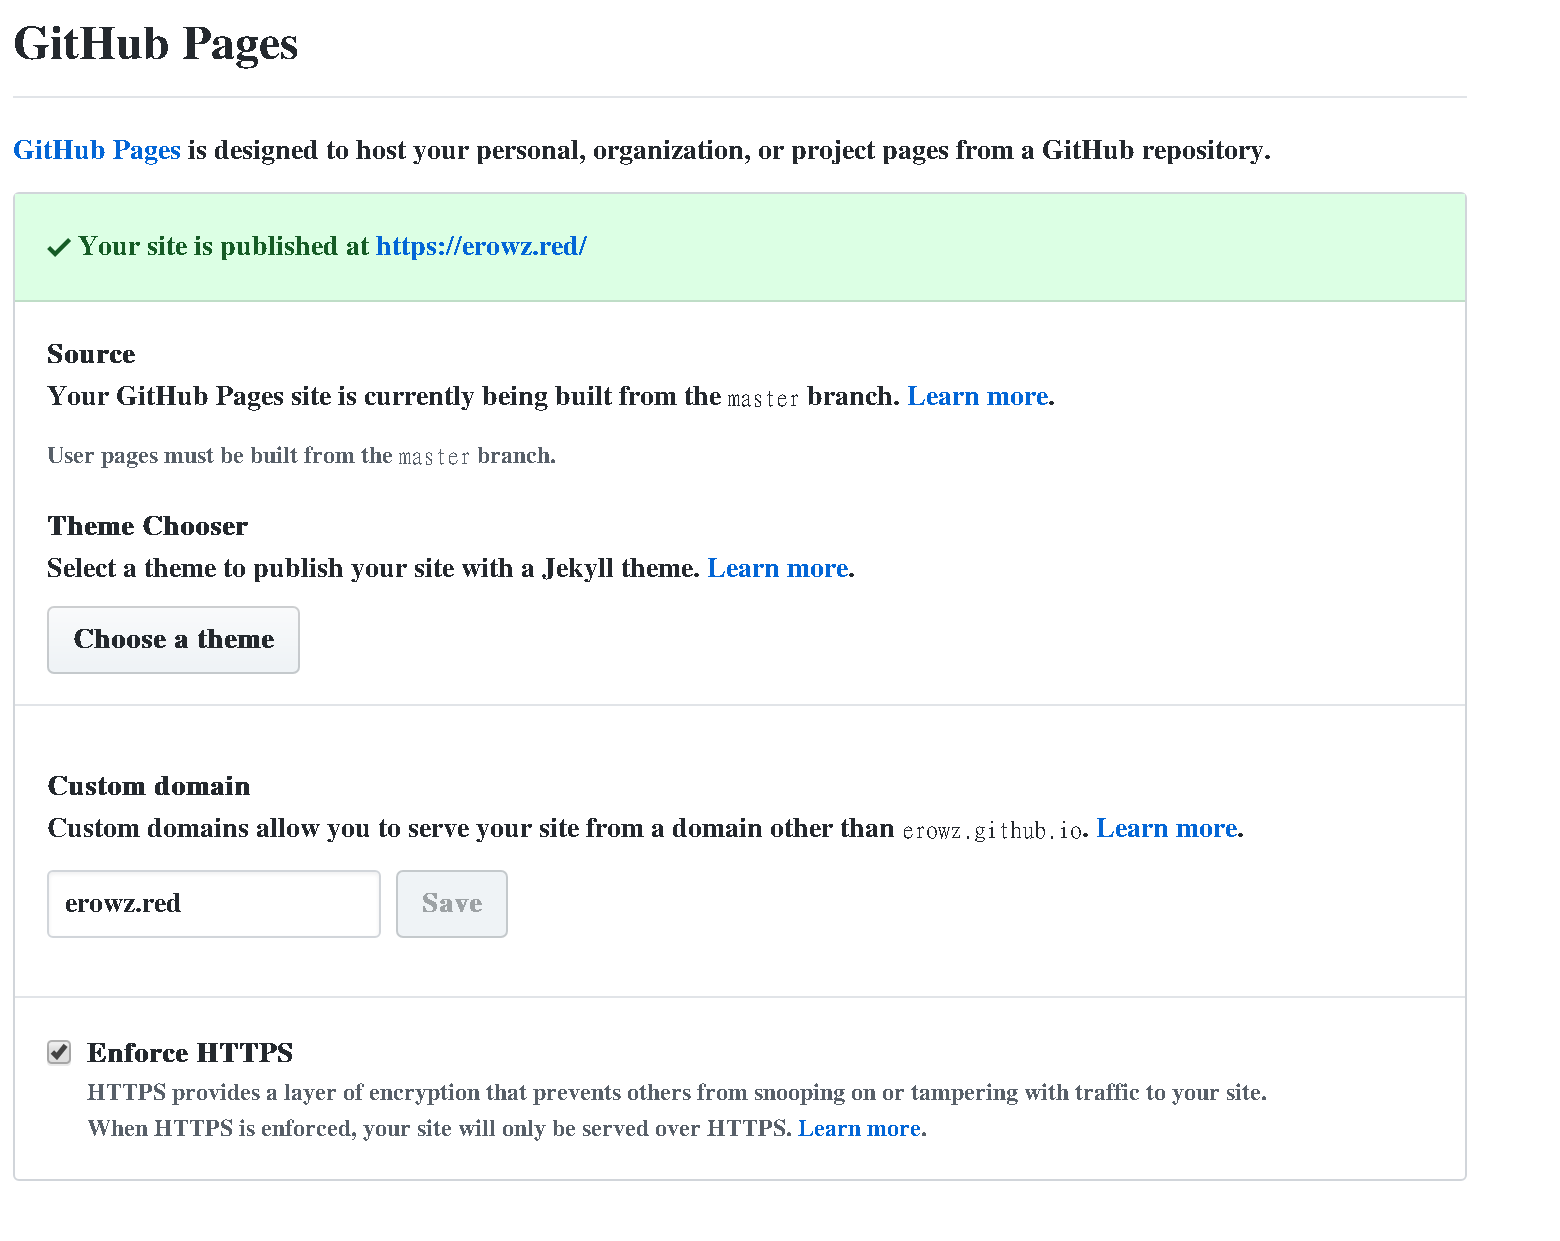 GitHub Pages
GitHub Pages is designed to host your personal, organization, or project pages from a GitHub repository.
Your site is published at https://erowz.red/
Source
Your GitHub Pages site is currently being built from the master branch. Learn more.
User pages must be built from the master branch.
Theme Chooser
Select a theme to publish your site with a Jekyll theme. Learn more.
Choose a theme
Custom domain
Custom domains allow you to serve your site from a domain other than erowz.github.io. Learn more.
erowz.red Save
Enforce HTTPS
HTTPS provides a layer of encryption that prevents others from snooping on or tampering with traffic to your site.
When HTTPS is enforced, your site will only be served over HTTPS. Learn more.